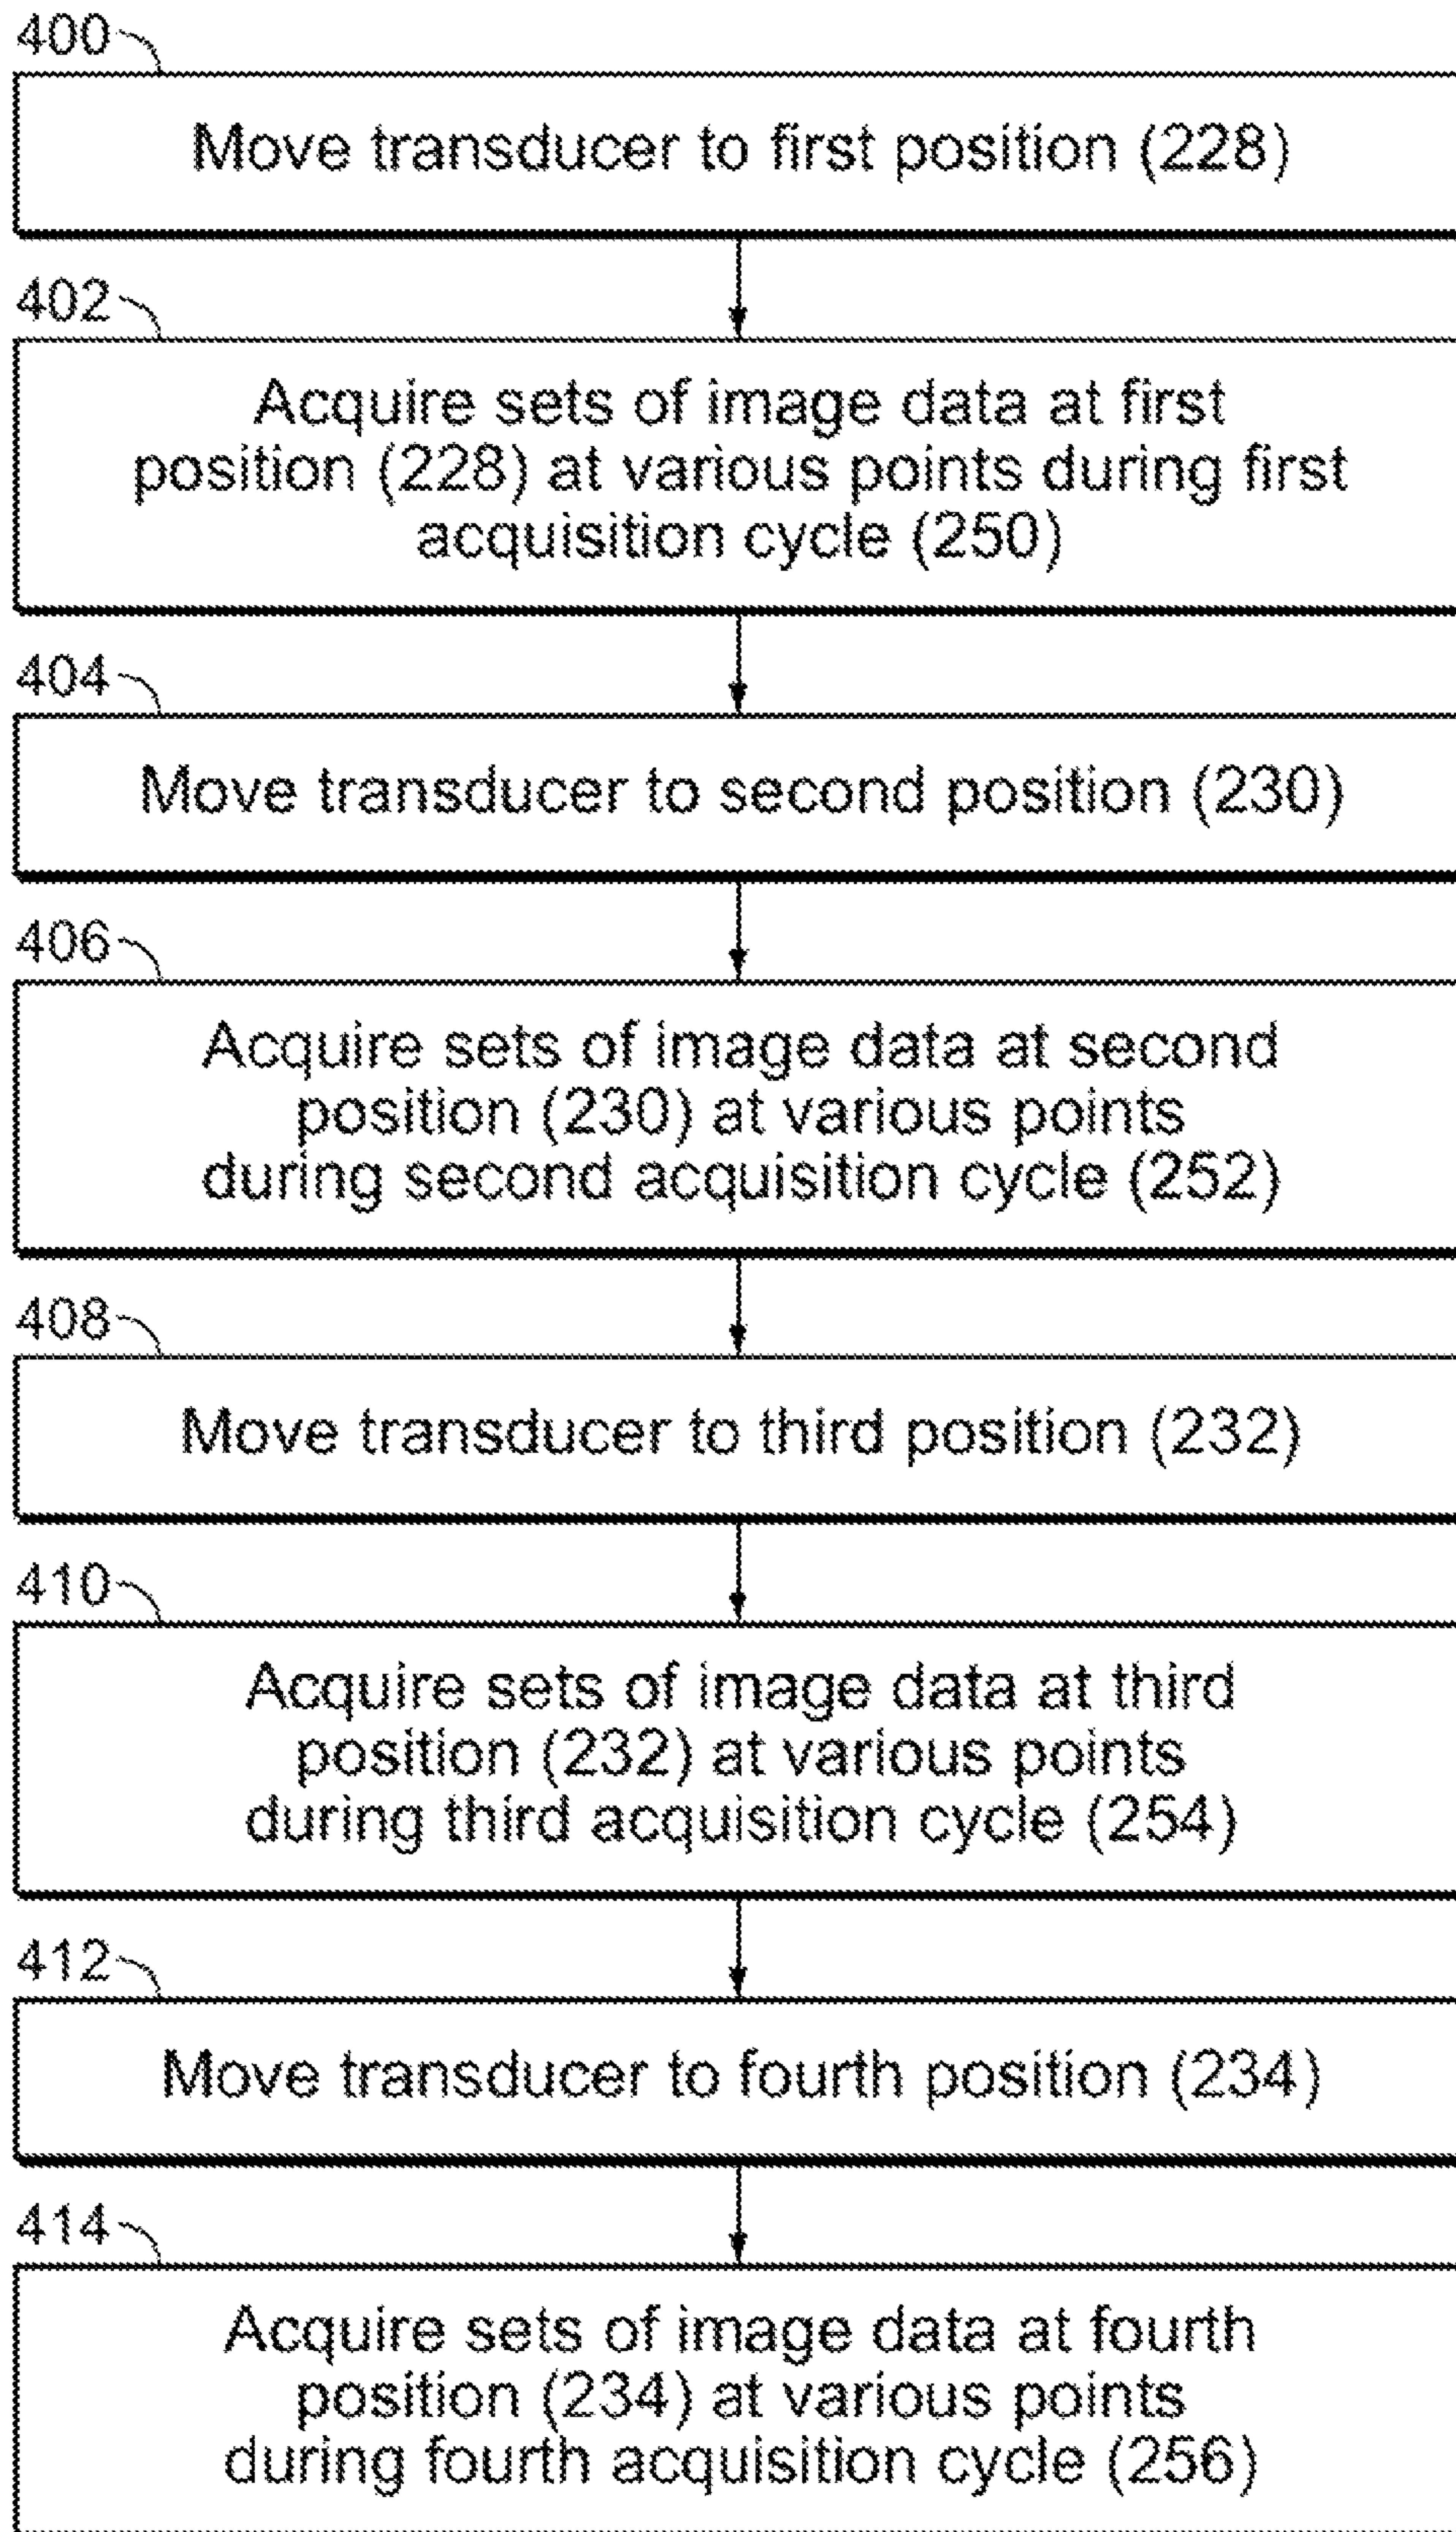 400
Move transducer to first position (228)
402
Acquire sets of image data at first
position (228) at various points during first
acquisition cycle (250)
404
Move transducer to second position (230)
406
Acquire sets of image data at second
position (230) at various points
during second acquisition cycle (252)
408
Move transducer to third position (232)
410
Acquire sets of image data at third
position (232) at various points
during third acquisition cycle (254)
412
Move transducer to fourth position (234)
414
Acquire sets of image data at fourth
position (234) at various points
during fourth acquisition cycle (256)